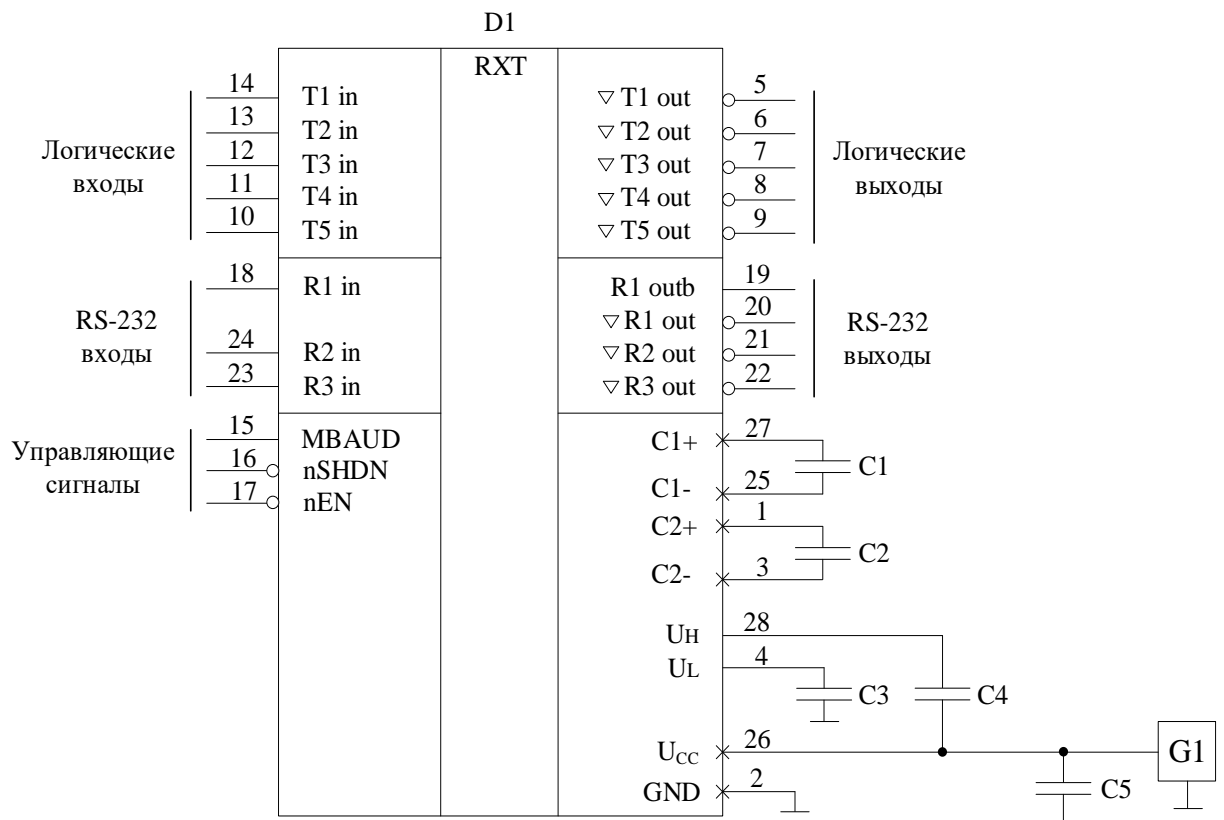 D1
RXT
Логические
входы
14 T1 in
13 T2 in
12 T3 in
11 T4 in
10 T5 in
▽ T1 out 5
▽ T2 out 6
▽ T3 out 7
▽ T4 out 8
▽ T5 out 9
Логические
выходы
RS-232
входы
18 R1 in
24 R2 in
23 R3 in
R1 outb 19
▽ R1 out 20
▽ R2 out 21
▽ R3 out 22
RS-232
выходы
Управляющие
сигналы
15 MBAUD
16 nSHDN
17 nEN
C1+ 27
C1
C1- 25
C2+ 1
C2
C2- 3
UH 28
UL 4
C3
C4
UCC 26
G1
GND 2
C5